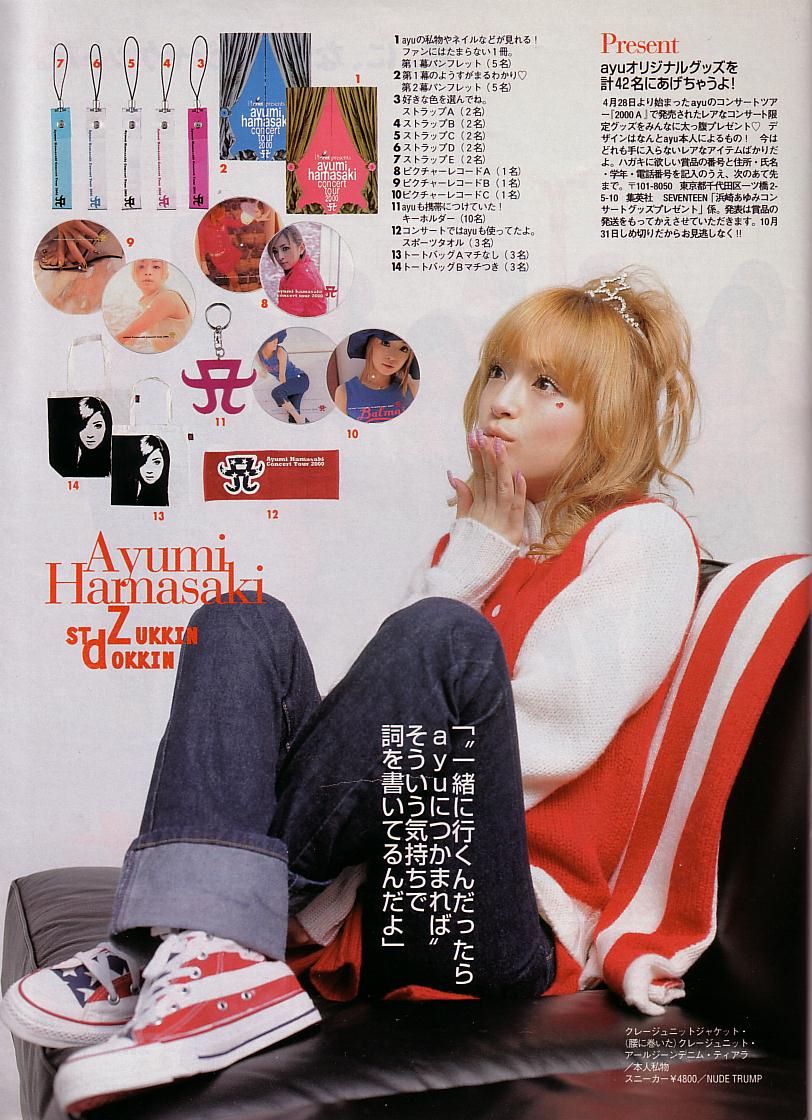 1 ayuの私物やネイルなどが見れる!
ファンにはたまらない1冊。
第1幕パンフレット(5名)
2 第1幕のようすがまるわかり♡
第2幕パンフレット(5名)
3 好きな色を選んでね。
ストラップA(2名)
4 ストラップB(2名)
5 ストラップC(2名)
6 ストラップD(2名)
7 ストラップE(2名)
8 ピクチャーレコードA(1名)
9 ピクチャーレコードB(1名)
10 ピクチャーレコードC(1名)
11 ayuも携帯につけていた!
キーホルダー(10名)
12 コンサートではayuも使ってたよ。
スポーツタオル(3名)
13 トートバッグAマチなし(3名)
14 トートバッグBマチつき(3名)
Present
ayuオリジナルグッズを
計42名にあげちゃうよ!
4月28日より始まったayuのコンサートツア
ー『2000 A』で発売されたレアなコンサート限
定グッズをみんなに太っ腹プレゼント♡ デ
ザインはなんとayu本人によるもの! 今は
どれも手に入らないレアなアイテムばかりだ
よ。ハガキに欲しい賞品の番号と住所・氏名
・学年・電話番号を記入のうえ、次のあて先
まで。〒101-8050 東京都千代田区一ツ橋2-
5-10 集英社 SEVENTEEN「浜崎あゆみコン
サートグッズプレゼント」係。発表は賞品の
発送をもってかえさせていただきます。10月
31日しめ切りだからお見逃しなく!!
7
6
5
4
3
2
1
presents
ayumi
hamasaki
concert
tour
2000
A
presents
ayumi
hamasaki
concert
tour
2000
A
9
8
ayumi hamasaki
concert tour 2000
11
10
14
13
Ayumi Hamasaki
Concert Tour 2000
12
Ayumi
Hamasaki
ST ZUKKIN
dOKKIN
「"一緒に行くんだったら
ayuにつかまれば"
そういう気持ちで
詞を書いてるんだよ」
クレージュニットジャケット・
(腰に巻いた)クレージュニット・
アールジーンデニム・ティアラ
/本人私物
スニーカー¥4800/NUDE TRUMP